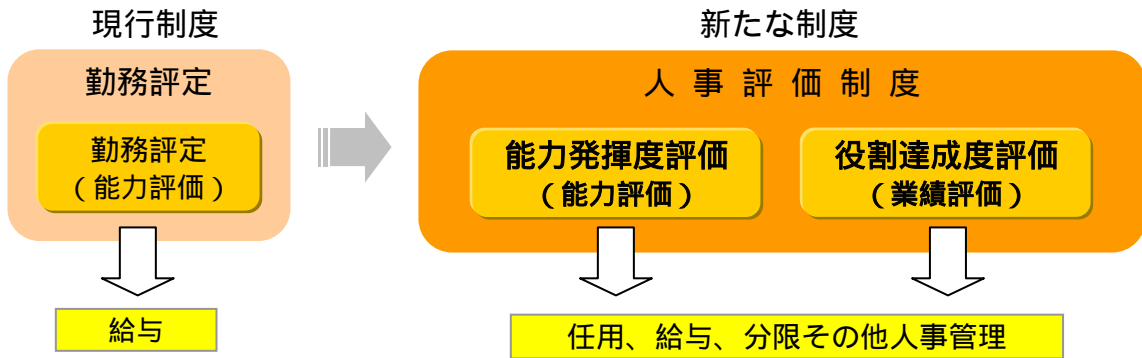 現行制度
勤務評定
勤務評定
（能力評価）
給与
新たな制度
人事評価制度
能力発揮度評価
（能力評価）
役割達成度評価
（業績評価）
任用、給与、分限その他人事管理